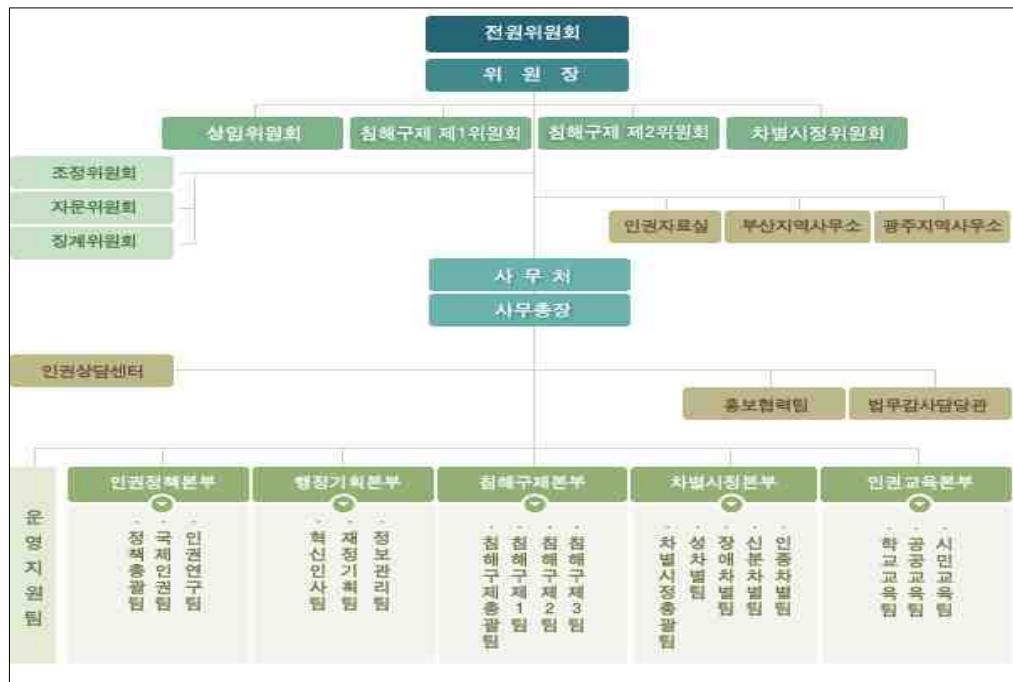 전원위원회
위 원 장
상임위원회
침해구제 제1위원회
침해구제 제2위원회
차별시정위원회
조정위원회
자문위원회
징계위원회
인권자료실
부산지역사무소
광주지역사무소
사 무 처
사무총장
인권상담센터
홍보협력팀
법무감사담당관
운영지원팀
인권정책본부
· 정책총괄팀
· 국제인권팀
· 인권연구팀
행정기획본부
· 혁신인사팀
· 재정기획팀
· 정보관리팀
침해구제본부
· 침해구제총괄팀
· 침해구제1팀
· 침해구제2팀
· 침해구제3팀
차별시정본부
· 차별시정총괄팀
· 성차별팀
· 장애차별팀
· 신분차별팀
· 인종차별팀
인권교육본부
· 학교교육팀
· 공공교육팀
· 시민교육팀